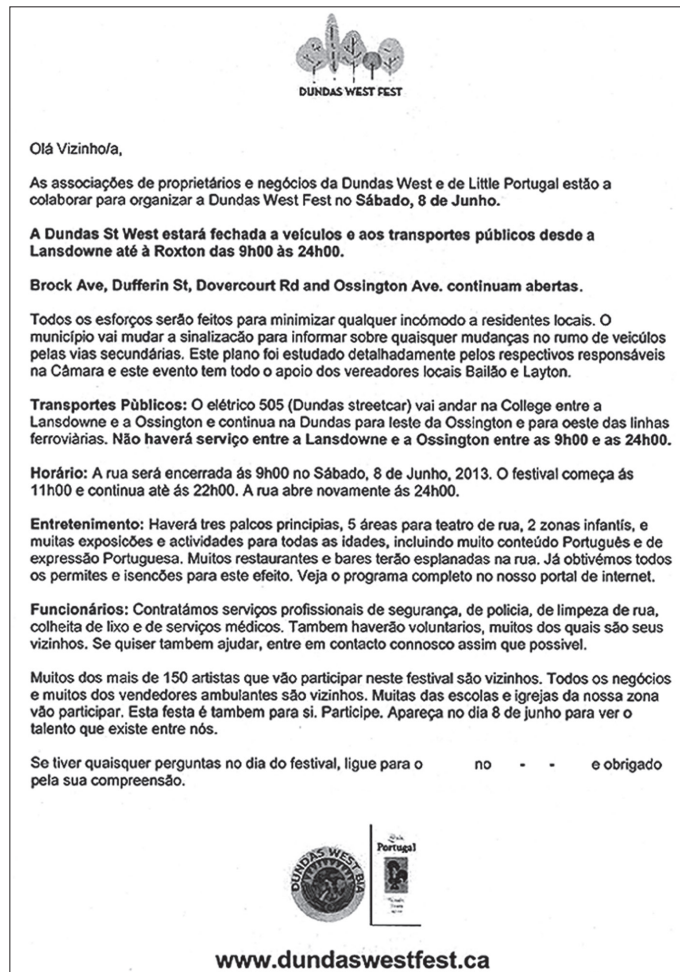 DUNDAS WEST FEST
Olá Vizinho/a,
As associações de proprietários e negócios da Dundas West e de Little Portugal estão a
colaborar para organizar a Dundas West Fest no Sábado, 8 de Junho.
A Dundas St West estará fechada a veículos e aos transportes públicos desde a
Lansdowne até à Roxton das 9h00 às 24h00.
Brock Ave, Dufferin St, Dovercourt Rd and Ossington Ave. continuam abertas.
Todos os esforços serão feitos para minimizar qualquer incómodo a residentes locais. O
município vai mudar a sinalizacão para informar sobre quaisquer mudanças no rumo de veicúlos
pelas vias secundárias. Este plano foi estudado detalhadamente pelos respectivos responsáveis
na Câmara e este evento tem todo o apoio dos vereadores locais Bailão e Layton.
Transportes Pùblicos: O elétrico 505 (Dundas streetcar) vai andar na College entre a
Lansdowne e a Ossington e continua na Dundas para leste da Ossington e para oeste das linhas
ferroviárias. Não haverá serviço entre a Lansdowne e a Ossington entre as 9h00 e as 24h00.
Horário: A rua será encerrada ás 9h00 no Sábado, 8 de Junho, 2013. O festival começa ás
11h00 e continua atè ás 22h00. A rua abre novamente ás 24h00.
Entretenimento: Haverá tres palcos principias, 5 áreas para teatro de rua, 2 zonas infantís, e
muitas exposicões e actividades para todas as idades, incluindo muito conteúdo Português e de
expressão Portuguesa. Muitos restaurantes e bares terão esplanadas na rua. Já obtivémos todos
os permites e isencões para este efeito. Veja o programa completo no nosso portal de internet.
Funcionários: Contratámos serviços profissionais de segurança, de policia, de limpeza de rua,
colheita de lixo e de serviços médicos. Tambem haverão voluntarios, muitos dos quais são seus
vizinhos. Se quiser tambem ajudar, entre em contacto connosco assim que possivel.
Muitos dos mais de 150 artistas que vão participar neste festival são vizinhos. Todos os negócios
e muitos dos vendedores ambulantes são vizinhos. Muitas das escolas e igrejas da nossa zona
vão participar. Esta festa é tambem para si. Participe. Apareça no dia 8 de junho para ver o
talento que existe entre nós.
Se tiver quaisquer perguntas no dia do festival, ligue para o no - - e obrigado
pela sua compreensão.
DUNDAS WEST BIA
Portugal
www.dundaswestfest.ca